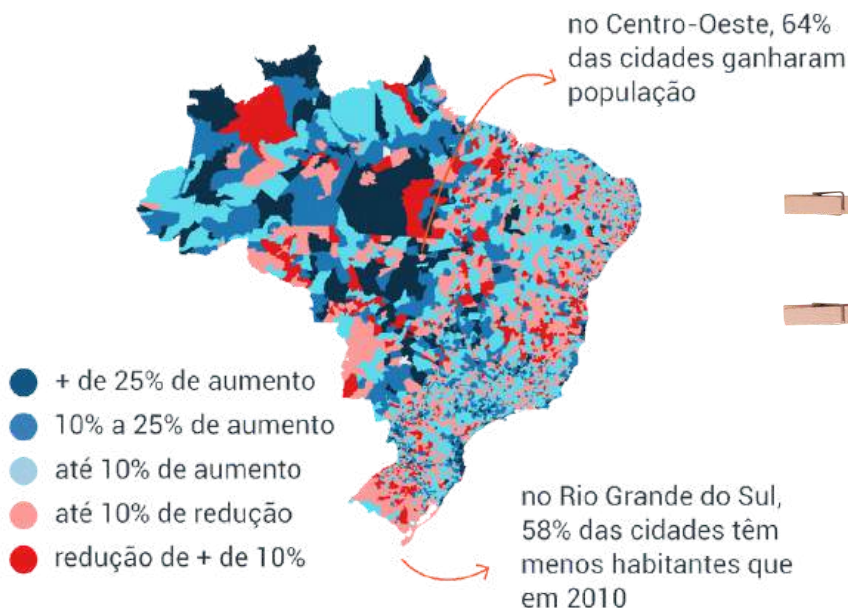 no Centro-Oeste, 64%
das cidades ganharam
população
+ de 25% de aumento
10% a 25% de aumento
até 10% de aumento
até 10% de redução
redução de + de 10%
no Rio Grande do Sul,
58% das cidades têm
menos habitantes que
em 2010